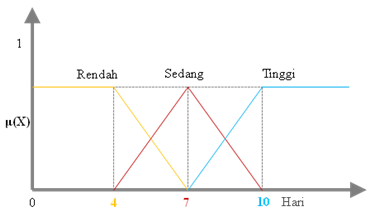 1
Rendah Sedang Tinggi
μ(X)
0 4 7 10 Hari